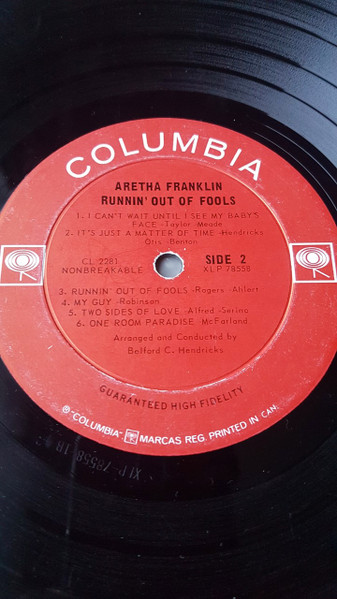 COLUMBIA
ARETHA FRANKLIN
RUNNIN' OUT OF FOOLS
1. I CAN'T WAIT UNTIL I SEE MY BABY'S
FACE -Taylor- Meade
2. IT'S JUST A MATTER OF TIME -Hendricks
Otis -Benton
CL 2281
NONBREAKABLE
SIDE 2
XLP 78558
3. RUNNIN' OUT OF FOOLS -Rogers -Ahlert
4. MY GUY -Robinson
5. TWO SIDES OF LOVE -Alfred -Serino
6. ONE ROOM PARADISE -McFarland
Arranged and Conducted by
Belford C. Hendricks
GUARANTEED HIGH FIDELITY
® "COLUMBIA" MARCAS REG. PRINTED IN CAN.
XLP 78558 1B